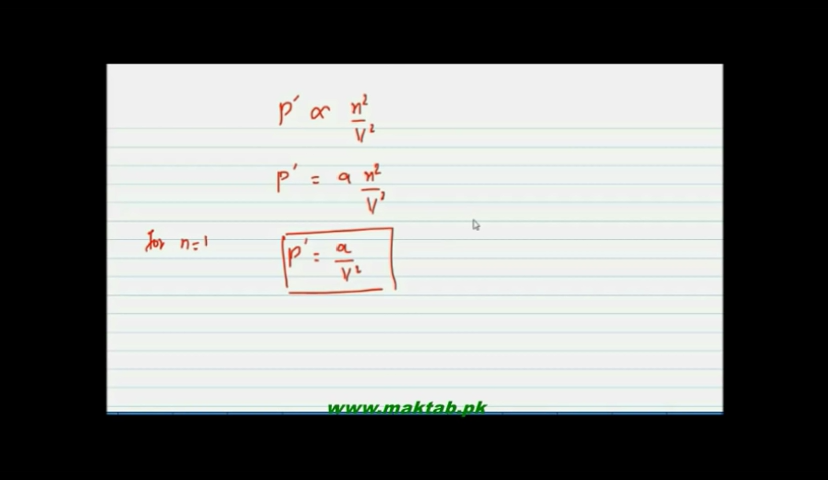 P′ ∝ n²/V²
P′ = a n²/V²
for n=1 P′ = a/V²
www.maktab.pk